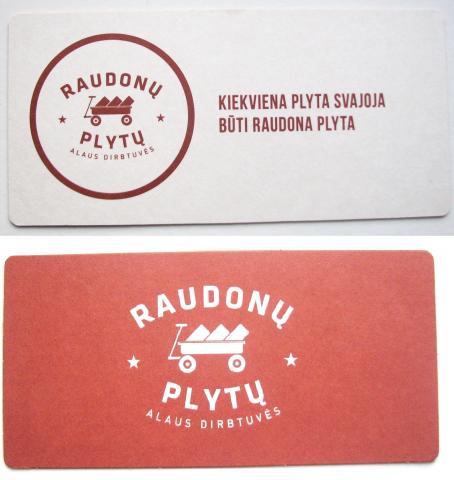 RAUDONŲ
PLYTŲ
ALAUS DIRBTUVĖS
KIEKVIENA PLYTA SVAJOJA
BŪTI RAUDONA PLYTA
RAUDONŲ
PLYTŲ
ALAUS DIRBTUVĖS